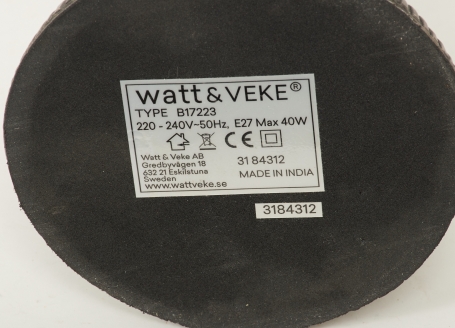 watt & VEKE®
TYPE B17223
220 - 240V~50Hz, E27 Max 40W
CE
Watt & Veke AB
Gredbyvägen 18
632 21 Eskilstuna
Sweden
www.wattveke.se
31 84312
MADE IN INDIA
3184312